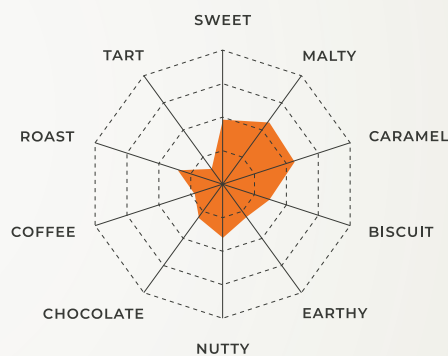 SWEET
MALTY
CARAMEL
BISCUIT
EARTHY
NUTTY
CHOCOLATE
COFFEE
ROAST
TART